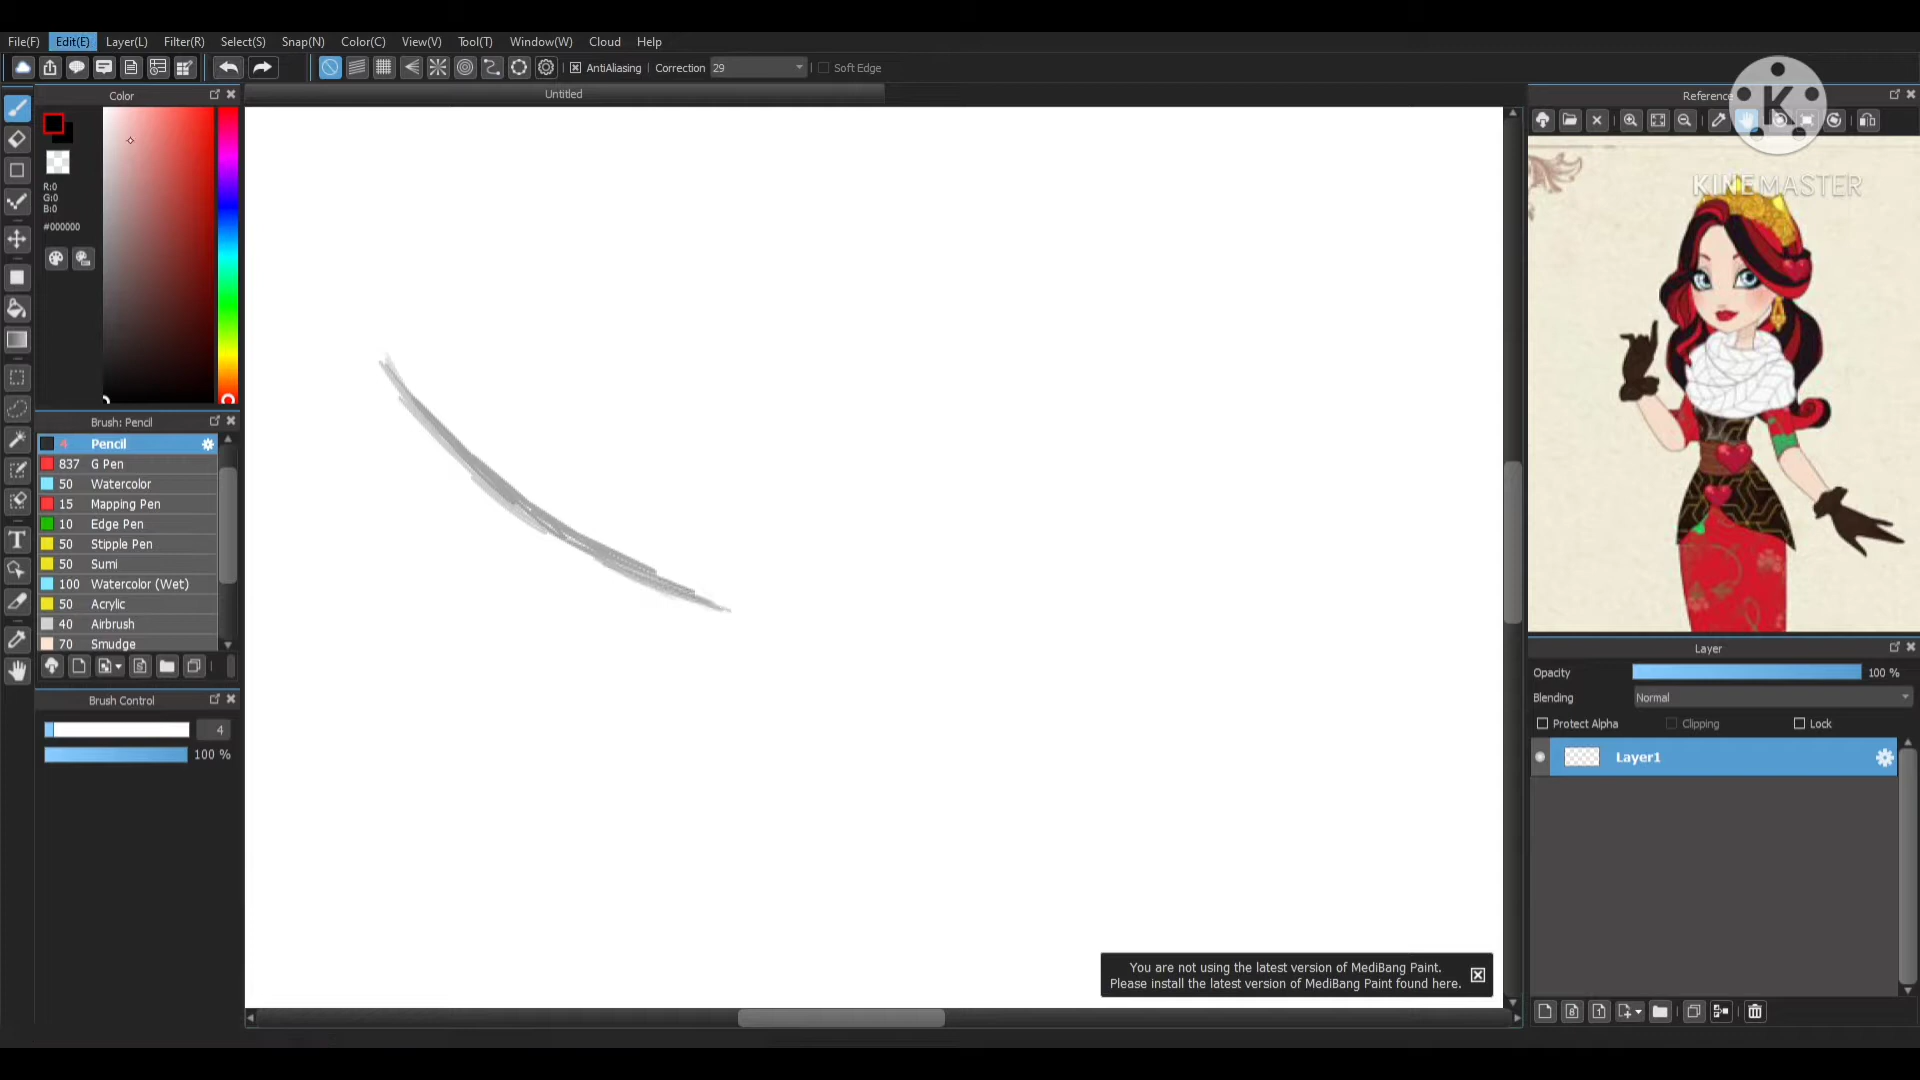 File(F) Edit(E) Layer(L) Filter(R) Select(S) Snap(N) Color(C) View(V) Tool(T) Window(W) Cloud Help
AntiAliasing Correction 29 Soft Edge
Color
Untitled
Reference
K
KINEMASTER
R:0
G:0
B:0
#000000
Brush: Pencil
4 Pencil
837 G Pen
50 Watercolor
15 Mapping Pen
10 Edge Pen
50 Stipple Pen
50 Sumi
100 Watercolor (Wet)
50 Acrylic
40 Airbrush
70 Smudge
Brush Control
4
100 %
Layer
Opacity 100 %
Blending Normal
Protect Alpha Clipping Lock
Layer1
You are not using the latest version of MediBang Paint.
Please install the latest version of MediBang Paint found here.